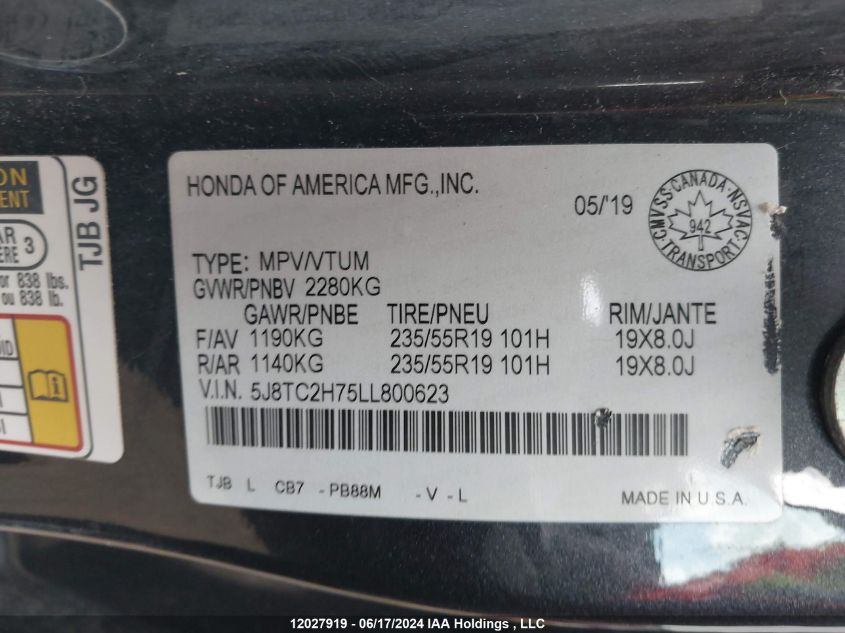 HONDA OF AMERICA MFG.,INC.
05/'19
CMVSS·CANADA·NSVAC
942
TRANSPORT
TYPE: MPV/VTUM
GVWR/PNBV 2280KG
GAWR/PNBE TIRE/PNEU RIM/JANTE
F/AV 1190KG 235/55R19 101H 19X8.0J
R/AR 1140KG 235/55R19 101H 19X8.0J
V.I.N. 5J8TC2H75LL800623
TJB L CB7 - PB88M - V - L
MADE IN U.S.A.
TJB JG
3
or 838 lbs.
ou 838 lb.
12027919 - 06/17/2024 IAA Holdings , LLC